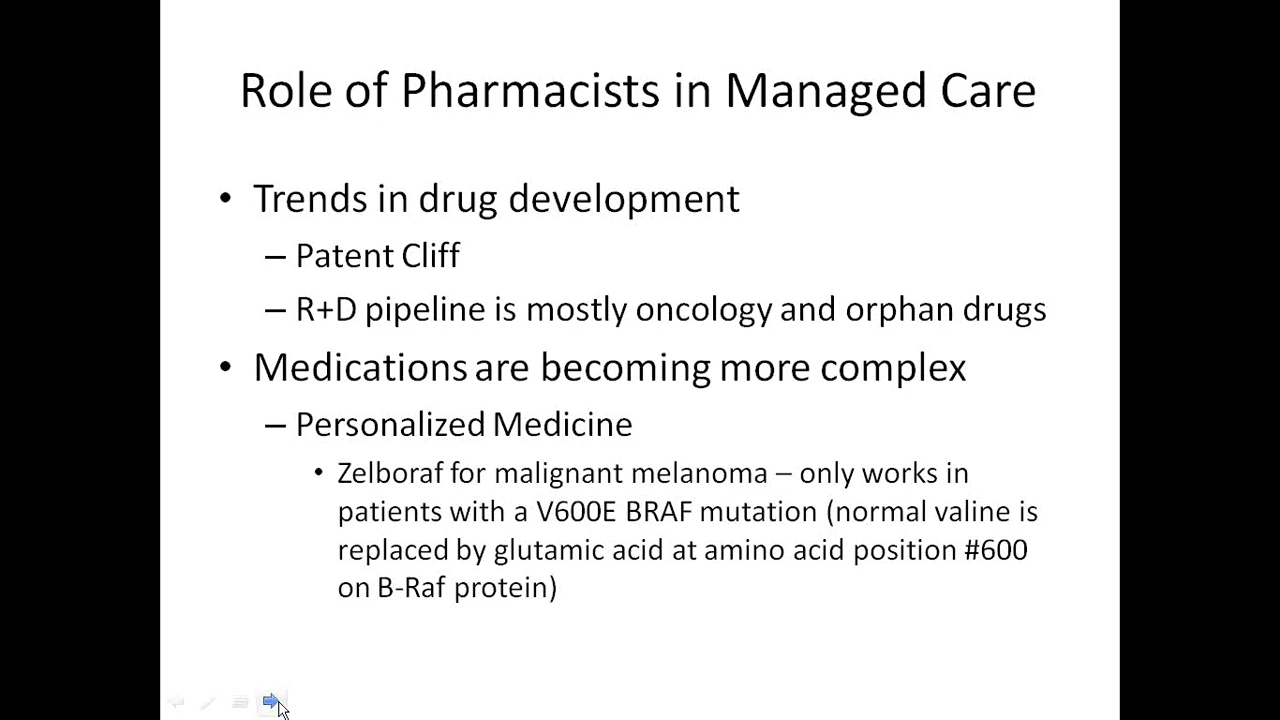 Role of Pharmacists in Managed Care
• Trends in drug development
– Patent Cliff
– R+D pipeline is mostly oncology and orphan drugs
• Medications are becoming more complex
– Personalized Medicine
• Zelboraf for malignant melanoma – only works in
patients with a V600E BRAF mutation (normal valine is
replaced by glutamic acid at amino acid position #600
on B-Raf protein)